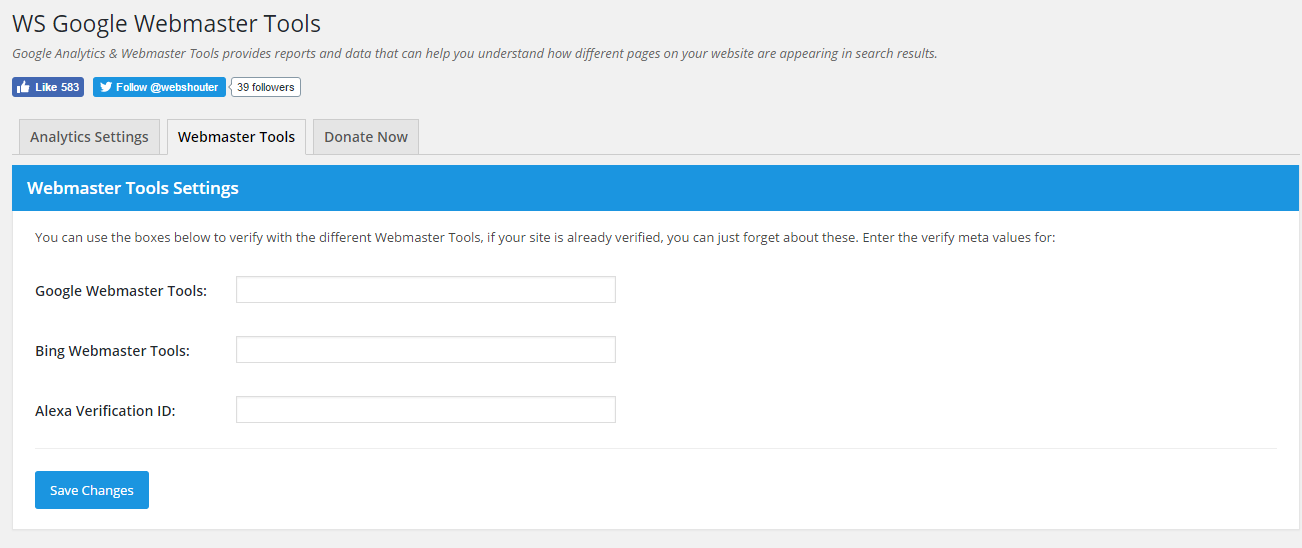 WS Google Webmaster Tools
Google Analytics & Webmaster Tools provides reports and data that can help you understand how different pages on your website are appearing in search results.
Like 583 Follow @webshouter 39 followers
Analytics Settings Webmaster Tools Donate Now
Webmaster Tools Settings
You can use the boxes below to verify with the different Webmaster Tools, if your site is already verified, you can just forget about these. Enter the verify meta values for:
Google Webmaster Tools:
Bing Webmaster Tools:
Alexa Verification ID:
Save Changes